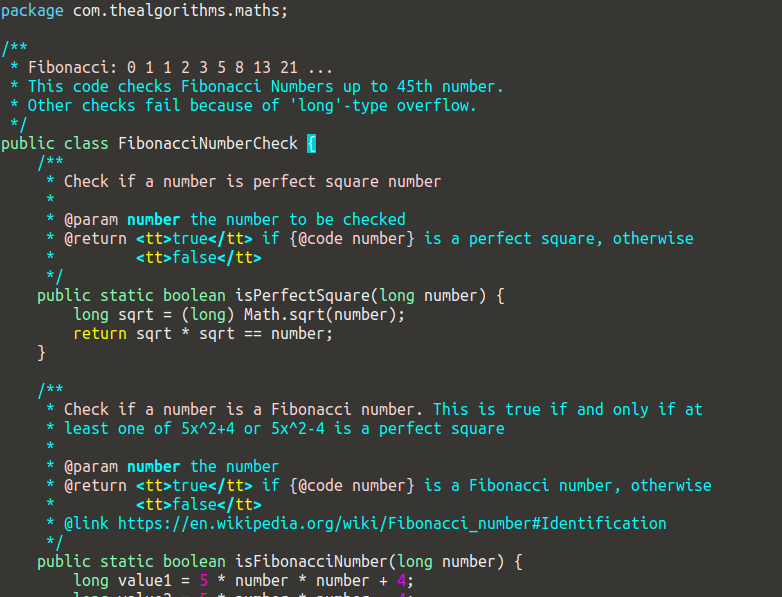 package com.thealgorithms.maths;

/**
 * Fibonacci: 0 1 1 2 3 5 8 13 21 ...
 * This code checks Fibonacci Numbers up to 45th number.
 * Other checks fail because of 'long'-type overflow.
 */
public class FibonacciNumberCheck {
    /**
     * Check if a number is perfect square number
     *
     * @param number the number to be checked
     * @return <tt>true</tt> if {@code number} is a perfect square, otherwise
     *         <tt>false</tt>
     */
    public static boolean isPerfectSquare(long number) {
        long sqrt = (long) Math.sqrt(number);
        return sqrt * sqrt == number;
    }

    /**
     * Check if a number is a Fibonacci number. This is true if and only if at
     * least one of 5x^2+4 or 5x^2-4 is a perfect square
     *
     * @param number the number
     * @return <tt>true</tt> if {@code number} is a Fibonacci number, otherwise
     *         <tt>false</tt>
     * @link https://en.wikipedia.org/wiki/Fibonacci_number#Identification
     */
    public static boolean isFibonacciNumber(long number) {
        long value1 = 5 * number * number + 4;